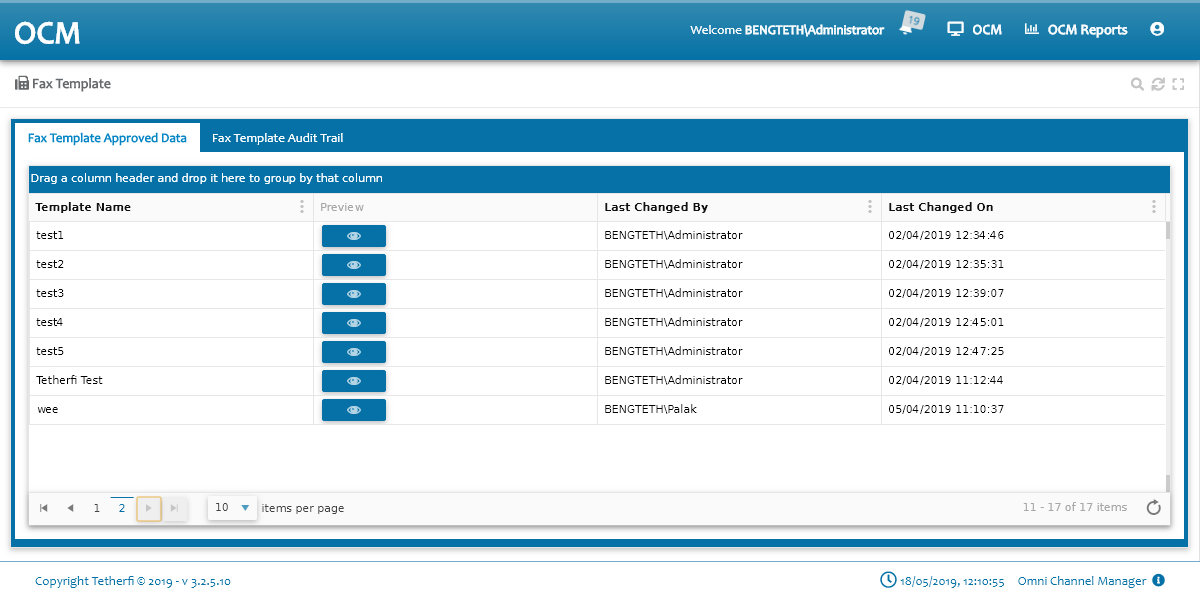 OCM
Welcome BENGTETH\Administrator
19
OCM
OCM Reports
Fax Template
Fax Template Approved Data
Fax Template Audit Trail
Drag a column header and drop it here to group by that column
Template Name Preview Last Changed By Last Changed On
test1 BENGTETH\Administrator 02/04/2019 12:34:46
test2 BENGTETH\Administrator 02/04/2019 12:35:31
test3 BENGTETH\Administrator 02/04/2019 12:39:07
test4 BENGTETH\Administrator 02/04/2019 12:45:01
test5 BENGTETH\Administrator 02/04/2019 12:47:25
Tetherfi Test BENGTETH\Administrator 02/04/2019 11:12:44
wee BENGTETH\Palak 05/04/2019 11:10:37
1 2 10 items per page 11 - 17 of 17 items
Copyright Tetherfi © 2019 - v 3.2.5.10
18/05/2019, 12:10:55 Omni Channel Manager